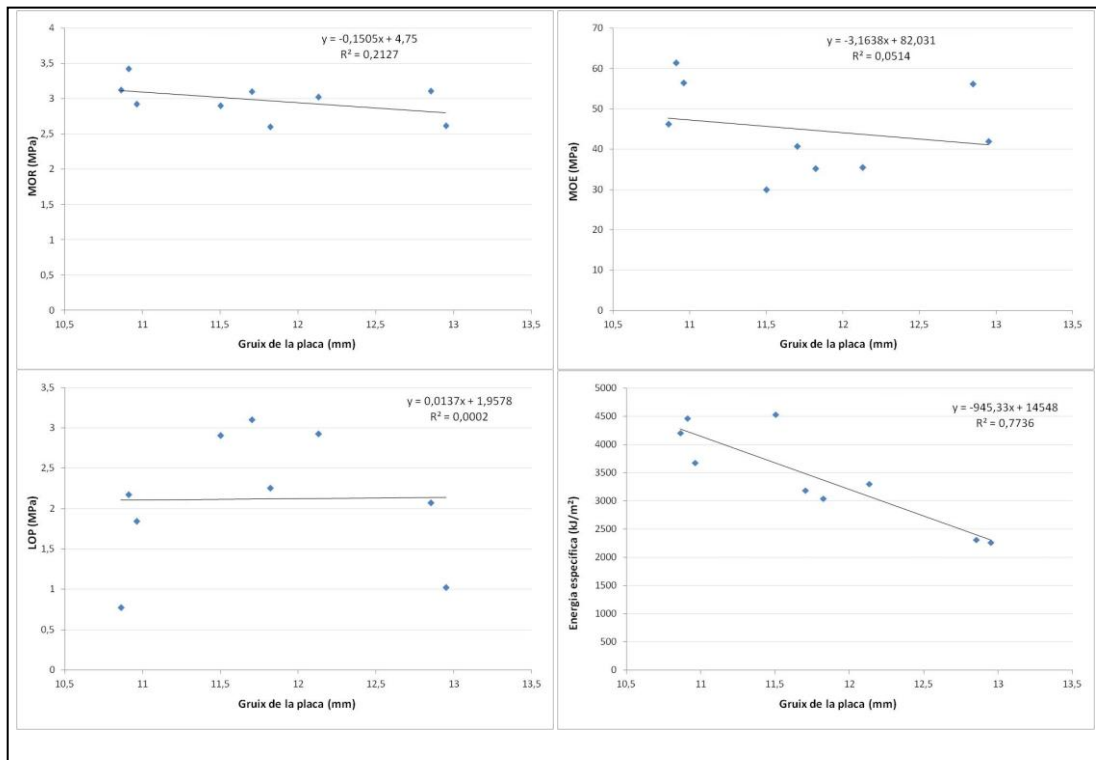 4
3,5
3
2,5
2
1,5
1
0,5
0
MOR (MPa)
y = -0,1505x + 4,75
R² = 0,2127
10,5 11 11,5 12 12,5 13 13,5
Gruix de la placa (mm)
70
60
50
40
30
20
10
0
MOE (MPa)
y = -3,1638x + 82,031
R² = 0,0514
10,5 11 11,5 12 12,5 13 13,5
Gruix de la placa (mm)
3,5
3
2,5
2
1,5
1
0,5
0
LOP (MPa)
y = 0,0137x + 1,9578
R² = 0,0002
10,5 11 11,5 12 12,5 13 13,5
Gruix de la placa (mm)
5000
4500
4000
3500
3000
2500
2000
1500
1000
500
0
Energia específica (kJ/m²)
y = -945,33x + 14548
R² = 0,7736
10,5 11 11,5 12 12,5 13 13,5
Gruix de la placa (mm)